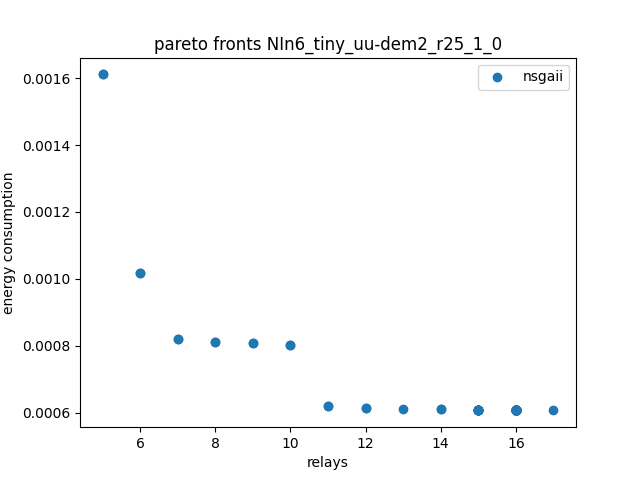 pareto fronts NIn6_tiny_uu-dem2_r25_1_0
nsgaii
0.0016
0.0014
0.0012
0.0010
0.0008
0.0006
energy consumption
6 8 10 12 14 16
relays